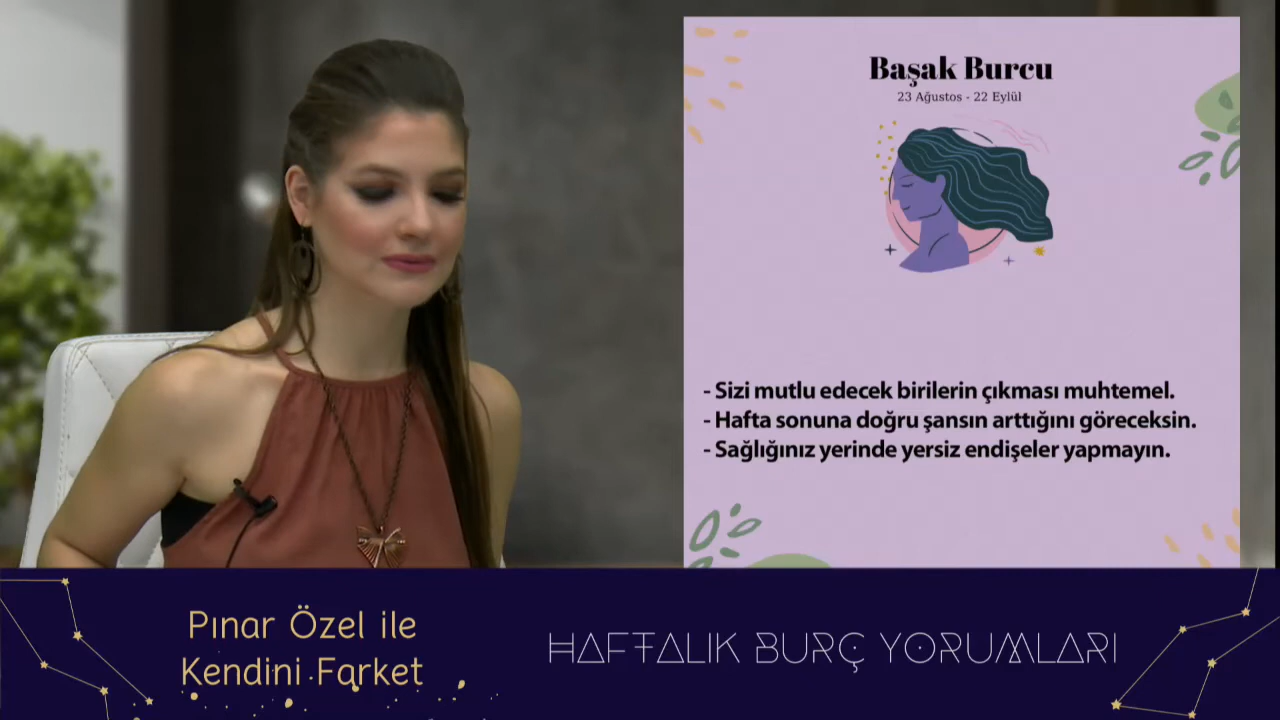 Başak Burcu
23 Ağustos - 22 Eylül
- Sizi mutlu edecek birilerin çıkması muhtemel.
- Hafta sonuna doğru şansın arttığını göreceksin.
- Sağlığınız yerinde yersiz endişeler yapmayın.
Pınar Özel ile
Kendini Farket
HAFTALIK BURÇ YORUMLARI